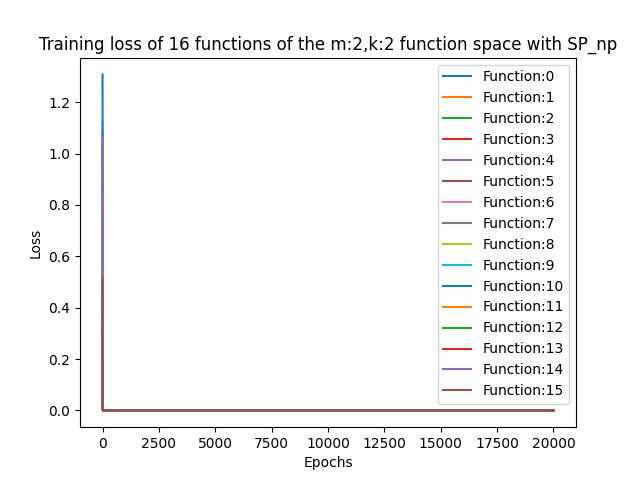 Training loss of 16 functions of the m:2,k:2 function space with SP_np
Loss
1.2
1.0
0.8
0.6
0.4
0.2
0.0
Function:0
Function:1
Function:2
Function:3
Function:4
Function:5
Function:6
Function:7
Function:8
Function:9
Function:10
Function:11
Function:12
Function:13
Function:14
Function:15
0 2500 5000 7500 10000 12500 15000 17500 20000
Epochs